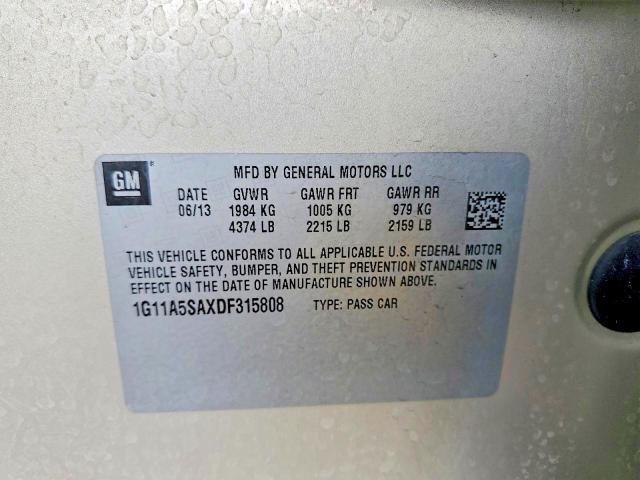 GM
MFD BY GENERAL MOTORS LLC
DATE GVWR GAWR FRT GAWR RR
06/13 1984 KG 1005 KG 979 KG
4374 LB 2215 LB 2159 LB
THIS VEHICLE CONFORMS TO ALL APPLICABLE U.S. FEDERAL MOTOR
VEHICLE SAFETY, BUMPER, AND THEFT PREVENTION STANDARDS IN
EFFECT ON THE DATE OF MANUFACTURE SHOWN ABOVE.
1G11A5SAXDF315808 TYPE: PASS CAR